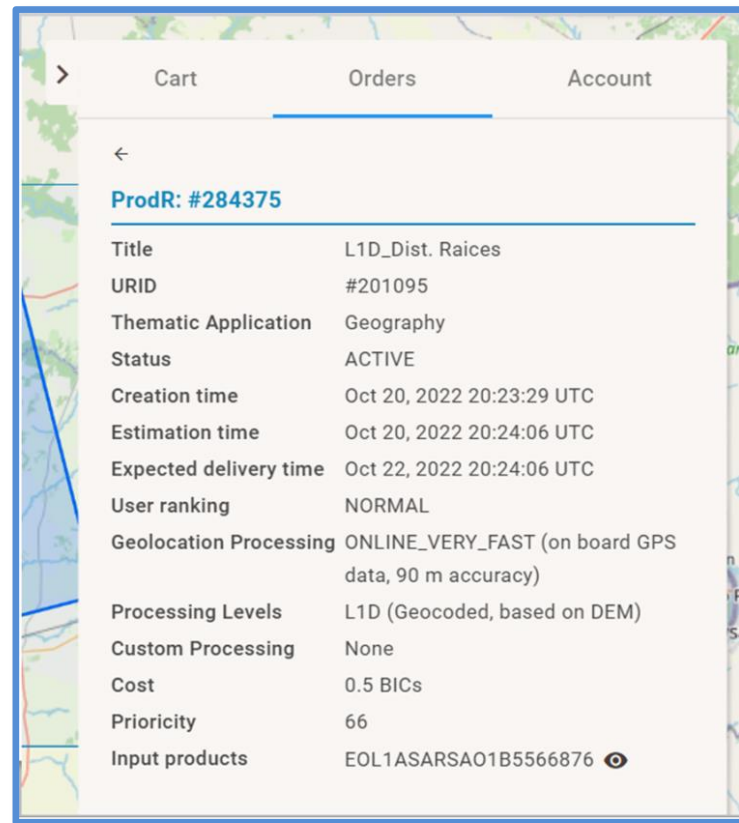 Cart Orders Account
ProdR: #284375
Title L1D_Dist. Raices
URID #201095
Thematic Application Geography
Status ACTIVE
Creation time Oct 20, 2022 20:23:29 UTC
Estimation time Oct 20, 2022 20:24:06 UTC
Expected delivery time Oct 22, 2022 20:24:06 UTC
User ranking NORMAL
Geolocation Processing ONLINE_VERY_FAST (on board GPS
data, 90 m accuracy)
Processing Levels L1D (Geocoded, based on DEM)
Custom Processing None
Cost 0.5 BICs
Prioricity 66
Input products EOL1ASARSAO1B5566876